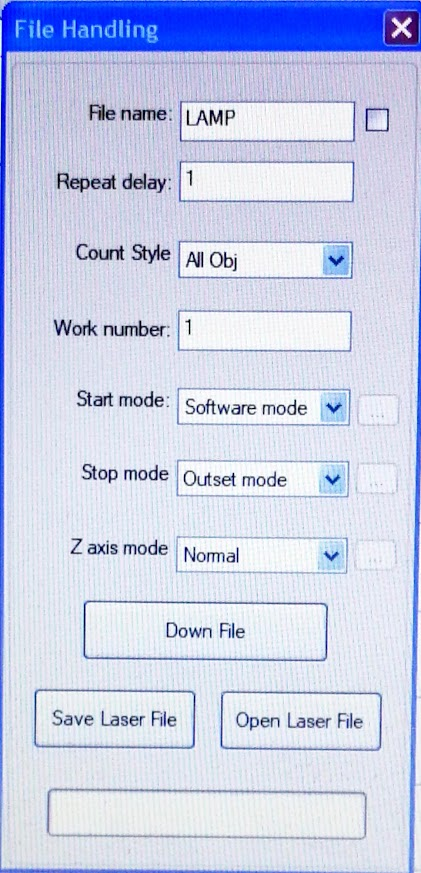 File Handling
File name: LAMP
Repeat delay: 1
Count Style All Obj
Work number: 1
Start mode: Software mode ...
Stop mode Outset mode ...
Z axis mode Normal ...
Down File
Save Laser File Open Laser File